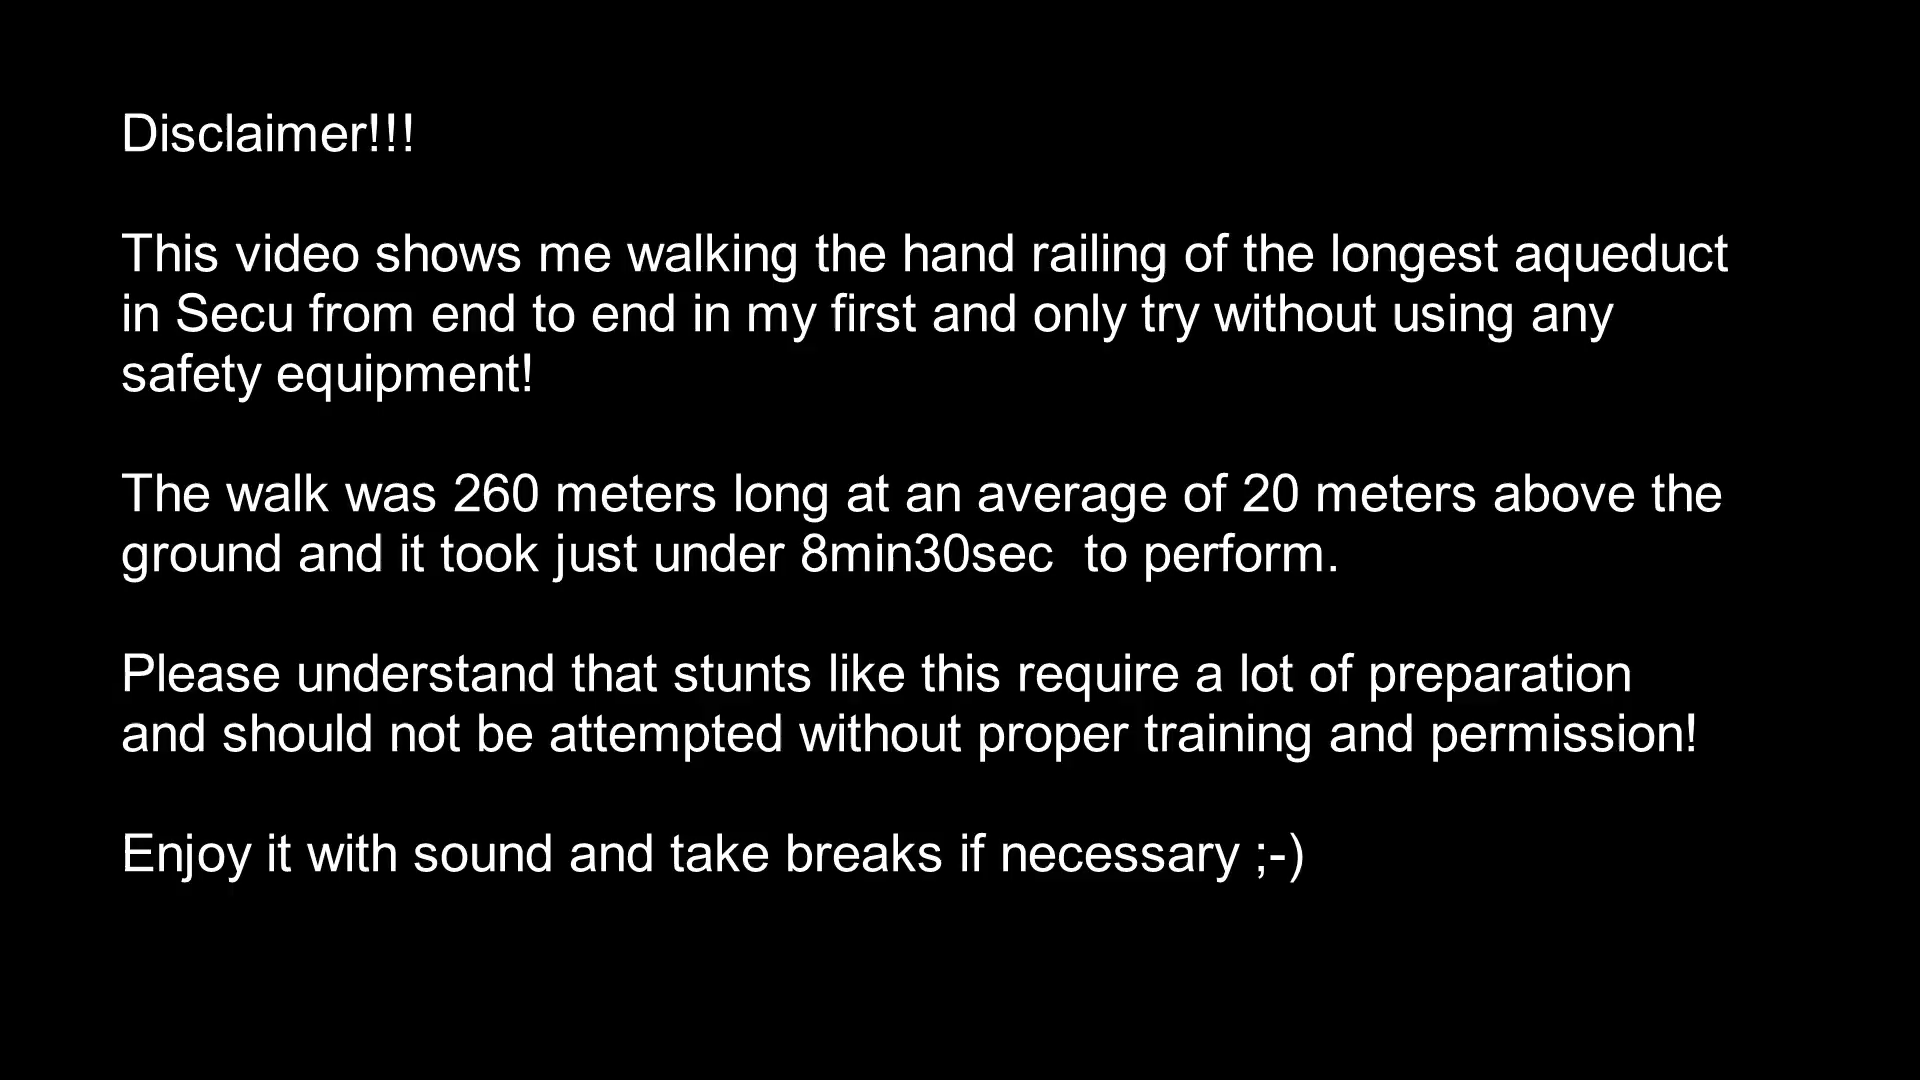 Disclaimer!!!
This video shows me walking the hand railing of the longest aqueduct
in Secu from end to end in my first and only try without using any
safety equipment!
The walk was 260 meters long at an average of 20 meters above the
ground and it took just under 8min30sec  to perform.
Please understand that stunts like this require a lot of preparation
and should not be attempted without proper training and permission!
Enjoy it with sound and take breaks if necessary ;-)